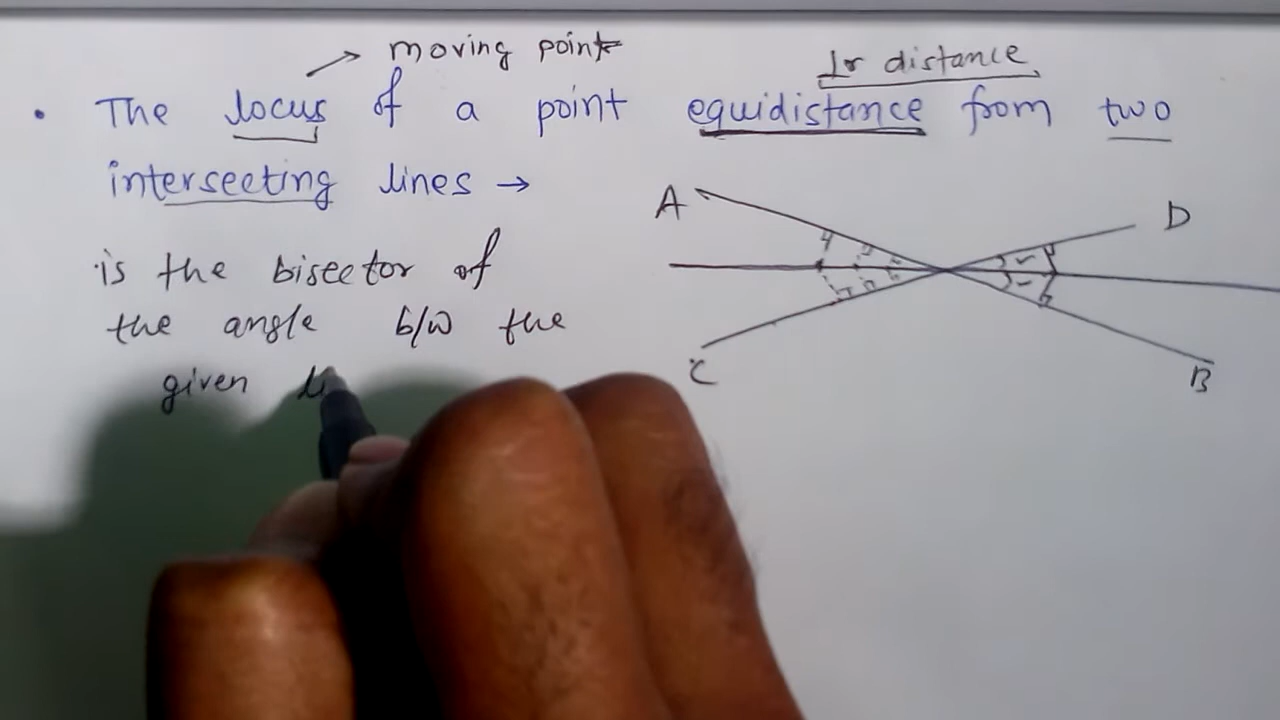 → moving point
⊥r distance
• The locus of a point equidistance from two
intersecting lines →
is the bisector of
the angle b/w the
given li
A
D
C
B